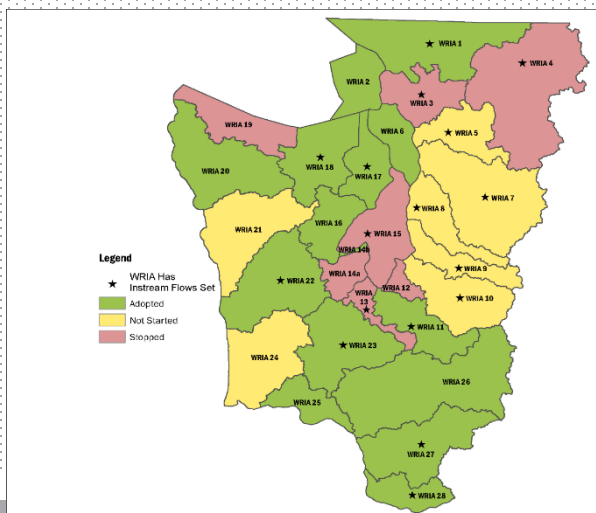 WRIA 1
WRIA 4
WRIA 2
WRIA 3
WRIA 19
WRIA 6
WRIA 5
WRIA 20
WRIA 18
WRIA 17
WRIA 7
WRIA 8
WRIA 21
WRIA 16
WRIA 15
WRIA 14b
Legend
WRIA Has
Instream Flows Set
Adopted
Not Started
Stopped
WRIA 22
WRIA 14a
WRIA 9
WRIA 12
WRIA
13
WRIA 10
WRIA 11
WRIA 23
WRIA 24
WRIA 26
WRIA 25
WRIA 27
WRIA 28